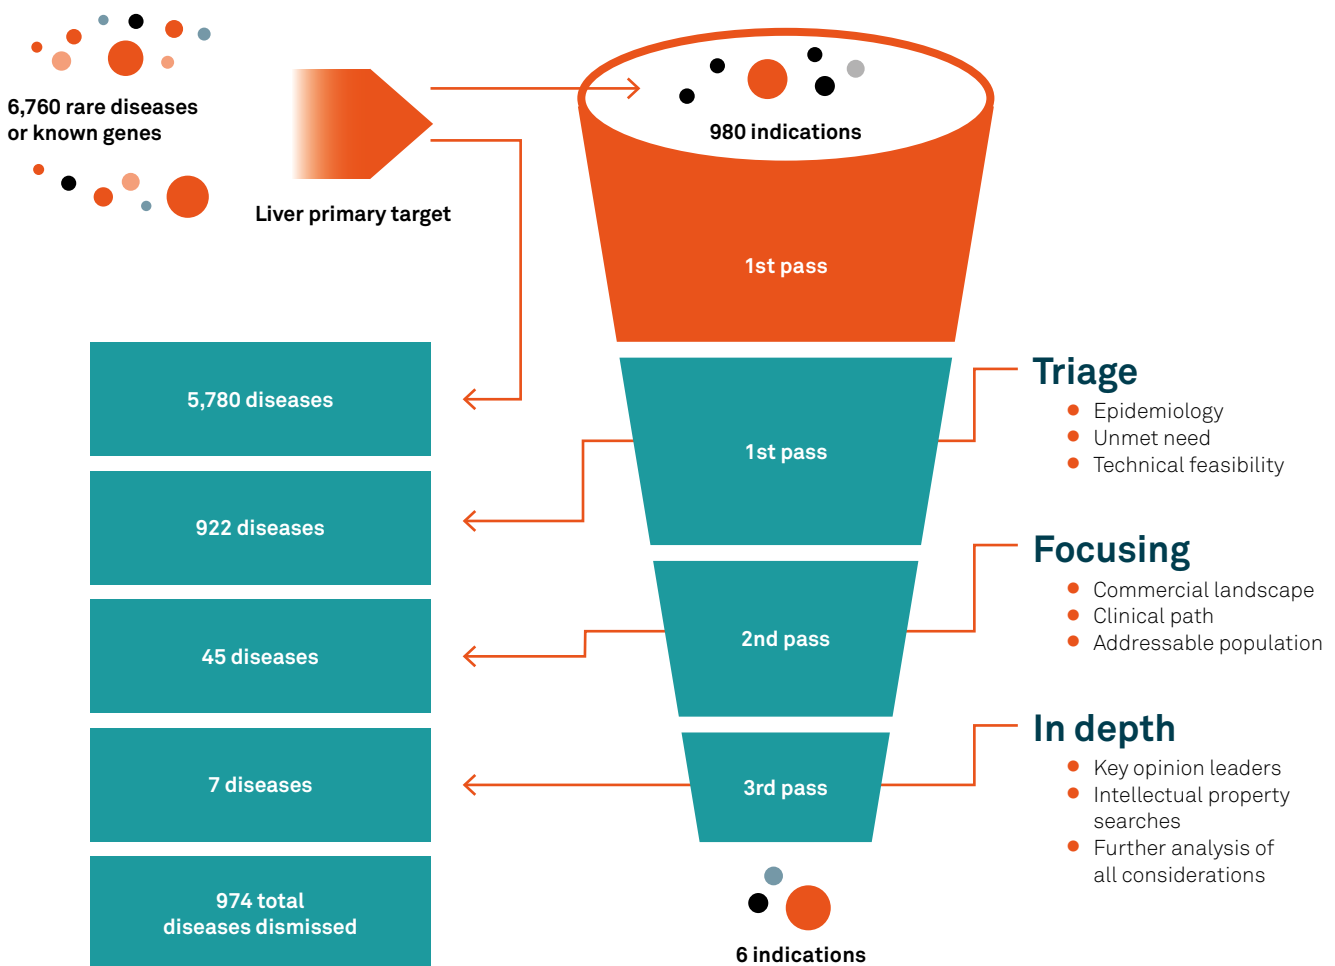 6,760 rare diseases
or known genes
Liver primary target
980 indications
1st pass
5,780 diseases
922 diseases
45 diseases
7 diseases
974 total
diseases dismissed
1st pass
2nd pass
3rd pass
6 indications
Triage
Epidemiology
Unmet need
Technical feasibility
Focusing
Commercial landscape
Clinical path
Addressable population
In depth
Key opinion leaders
Intellectual property
searches
Further analysis of
all considerations